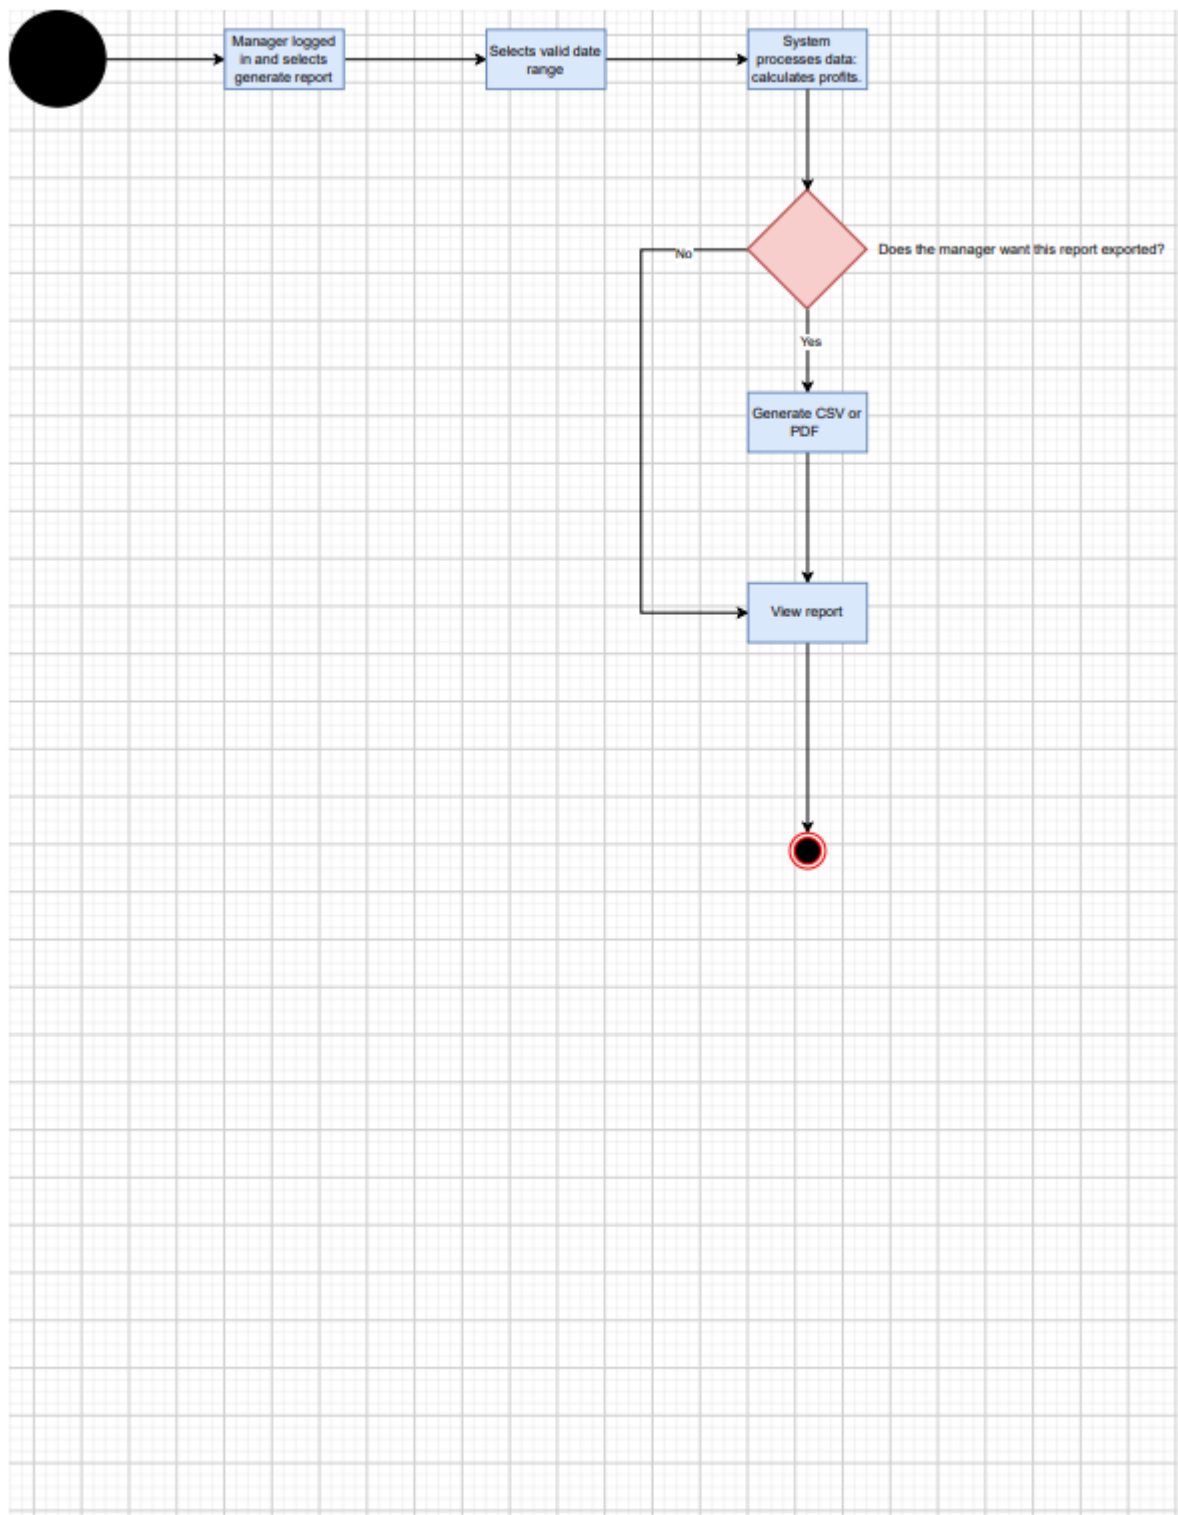 Manager logged
in and selects
generate report
Selects valid date
range
System
processes data:
calculates profits.
No
Does the manager want this report exported?
Yes
Generate CSV or
PDF
View report